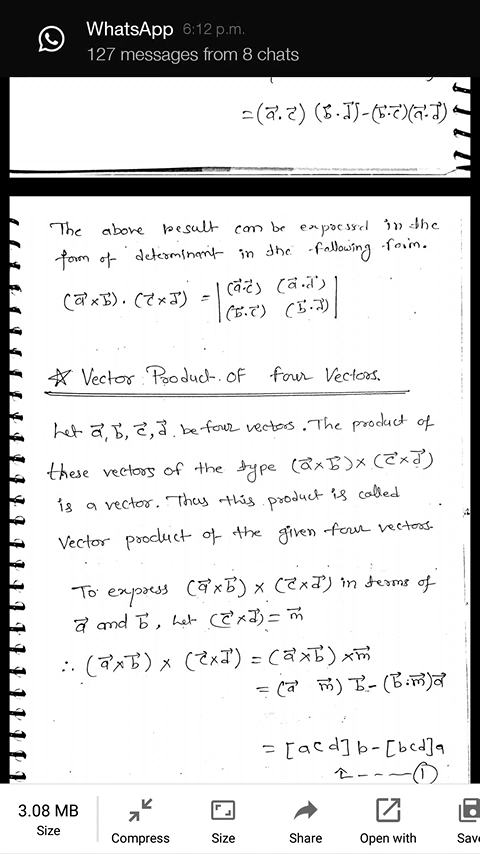 WhatsApp 6:12 p.m.
127 messages from 8 chats
= (a⃗.c⃗) (b⃗.d⃗) - (b⃗.c⃗)(a⃗.d⃗)
The above result can be expressed in the
form of determinant in the following form.
(a⃗ × b⃗) . (c⃗ × d⃗) = | (a⃗.c⃗) (a⃗.d⃗) |
| (b⃗.c⃗) (b⃗.d⃗) |
☆ Vector Product of four Vectors.
Let a⃗, b⃗, c⃗, d⃗ be four vectors. The product of
these vectors of the type (a⃗ × b⃗) × (c⃗ × d⃗)
is a vector. Thus this product is called
Vector product of the given four vectors.
To express (a⃗ × b⃗) × (c⃗ × d⃗) in terms of
a⃗ and b⃗, Let (c⃗ × d⃗) = m⃗
∴ (a⃗ × b⃗) × (c⃗ × d⃗) = (a⃗ × b⃗) × m⃗
= (a⃗ m⃗) b⃗ - (b⃗.m⃗) a⃗
= [a c d] b - [b c d] a
↑ - - - - ①
3.08 MB
Size
Compress
Size
Share
Open with
Save